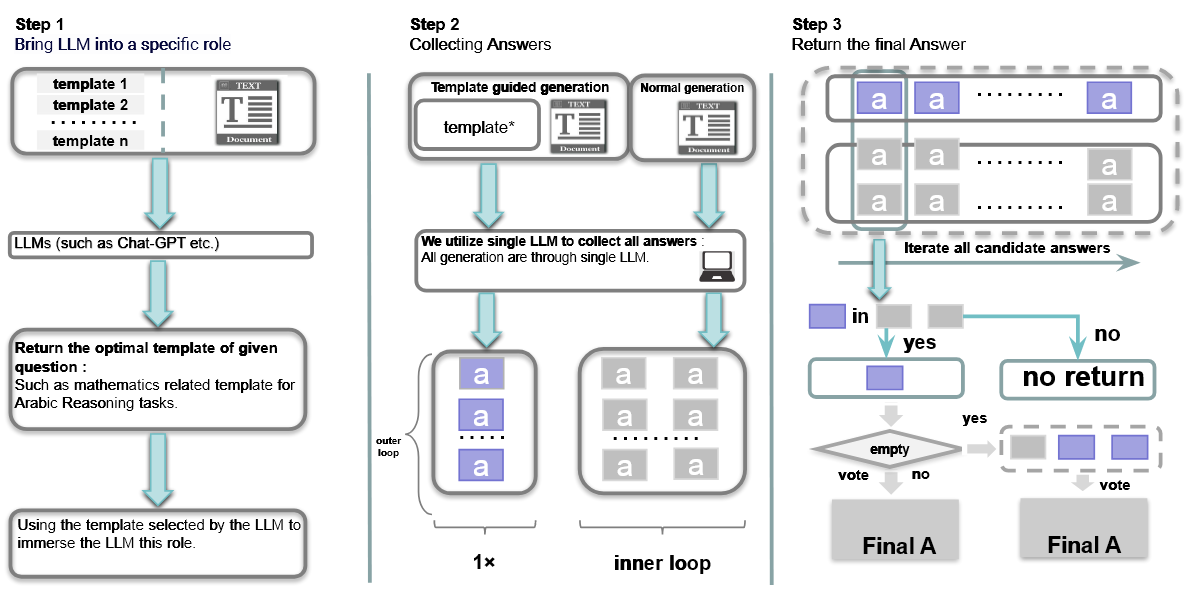 Step 1
Bring LLM into a specific role
template 1
template 2
.........
template n
TEXT
T
Document
LLMs (such as Chat-GPT etc.)
Return the optimal template of given
question :
Such as mathematics related template for
Arabic Reasoning tasks.
Using the template selected by the LLM to
immerse the LLM this role.
Step 2
Collecting Answers
Template guided generation
template*
TEXT
T
Document
Normal generation
TEXT
T
Document
We utilize single LLM to collect all answers :
All generation are through single LLM.
outer
loop
a
a
.....
a
1×
a a
a a
.........
a a
inner loop
Step 3
Return the final Answer
a a ......... a
a a ......... a
a a ......... a
Iterate all candidate answers
in
yes
no
no return
empty
yes
vote
no
vote
Final A
Final A